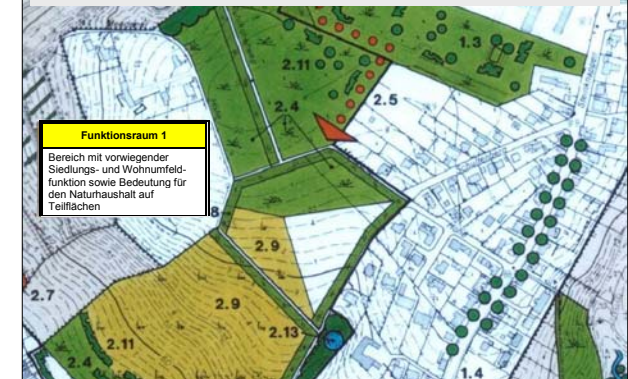 1.3
2.11
2.4
2.5
Funktionsraum 1
Bereich mit vorwiegender
Siedlungs- und Wohnumfeld-
funktion sowie Bedeutung für
den Naturhaushalt auf
Teilflächen
8
2.9
2.7
2.9
2.13
2.11
2.4
1.4